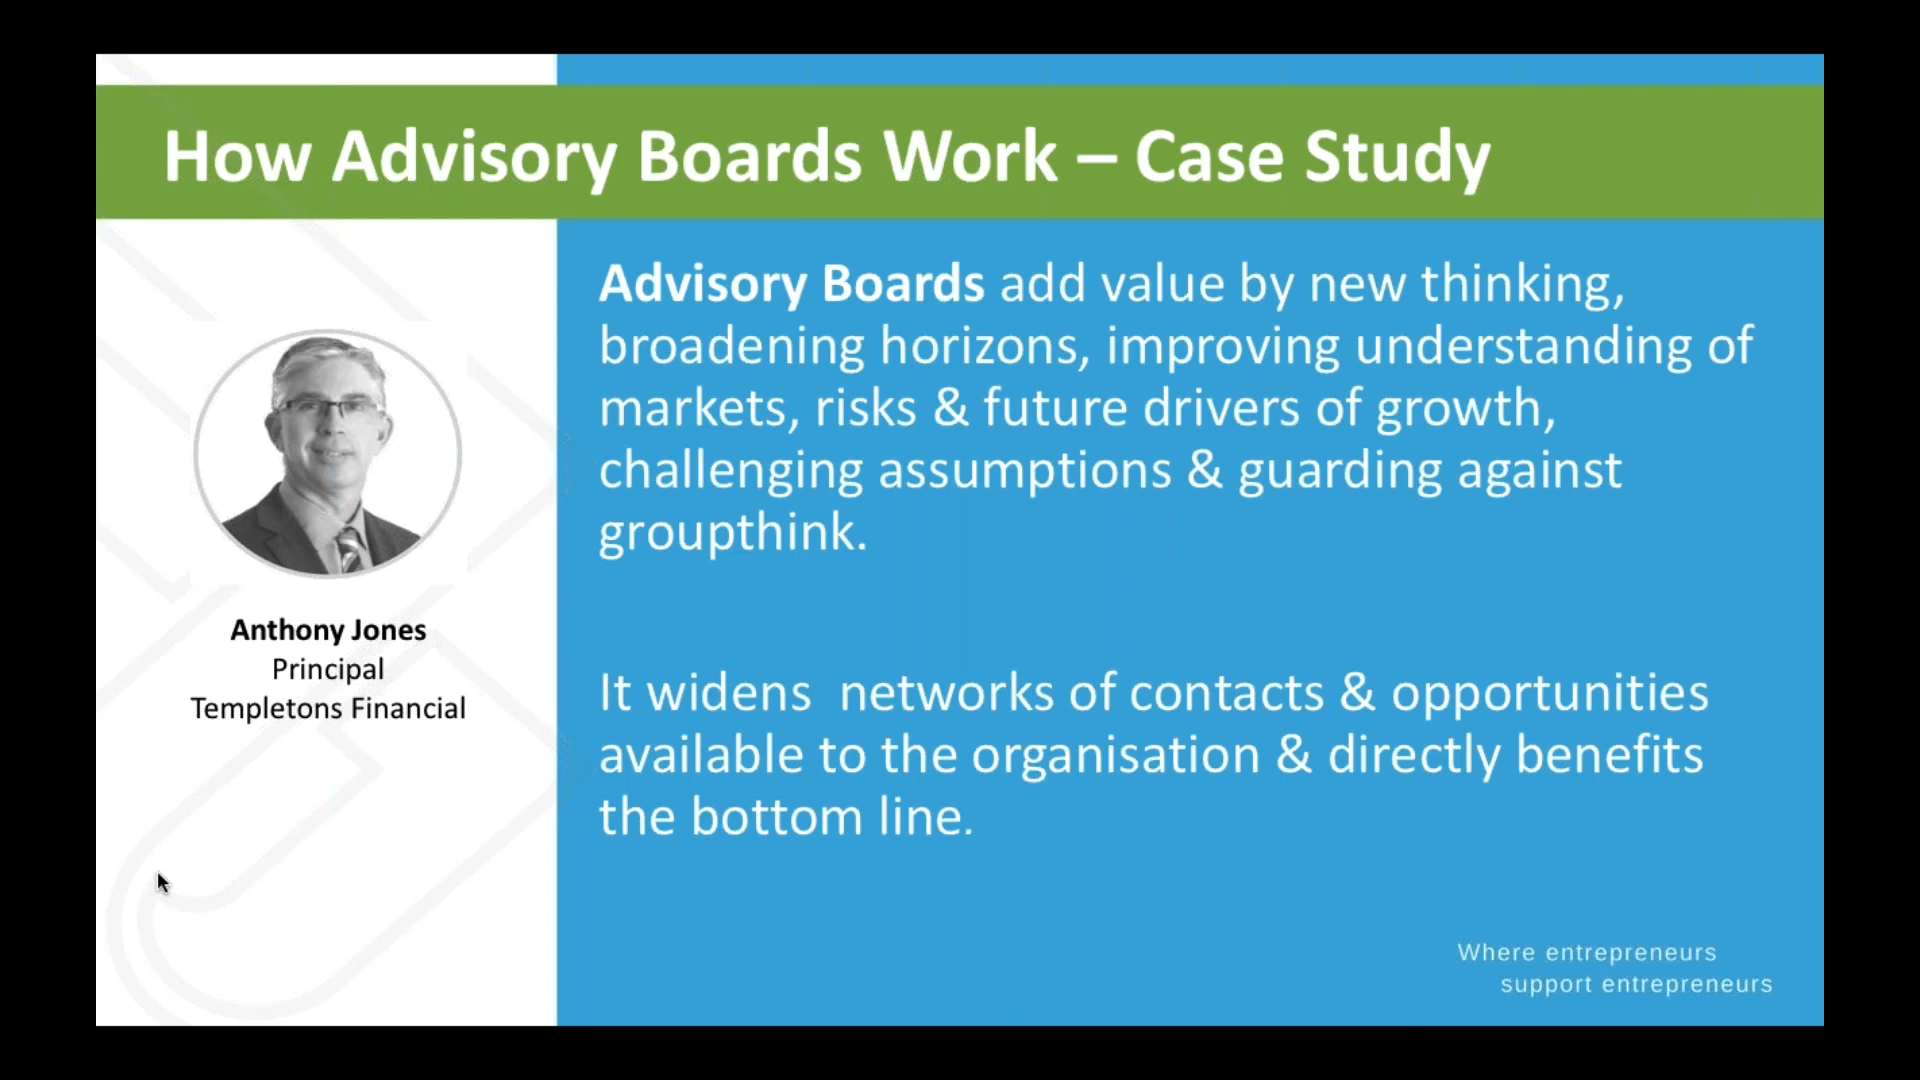 How Advisory Boards Work – Case Study
Anthony Jones
Principal
Templetons Financial
Advisory Boards add value by new thinking,
broadening horizons, improving understanding of
markets, risks & future drivers of growth,
challenging assumptions & guarding against
groupthink.
It widens  networks of contacts & opportunities
available to the organisation & directly benefits
the bottom line.
Where entrepreneurs
support entrepreneurs